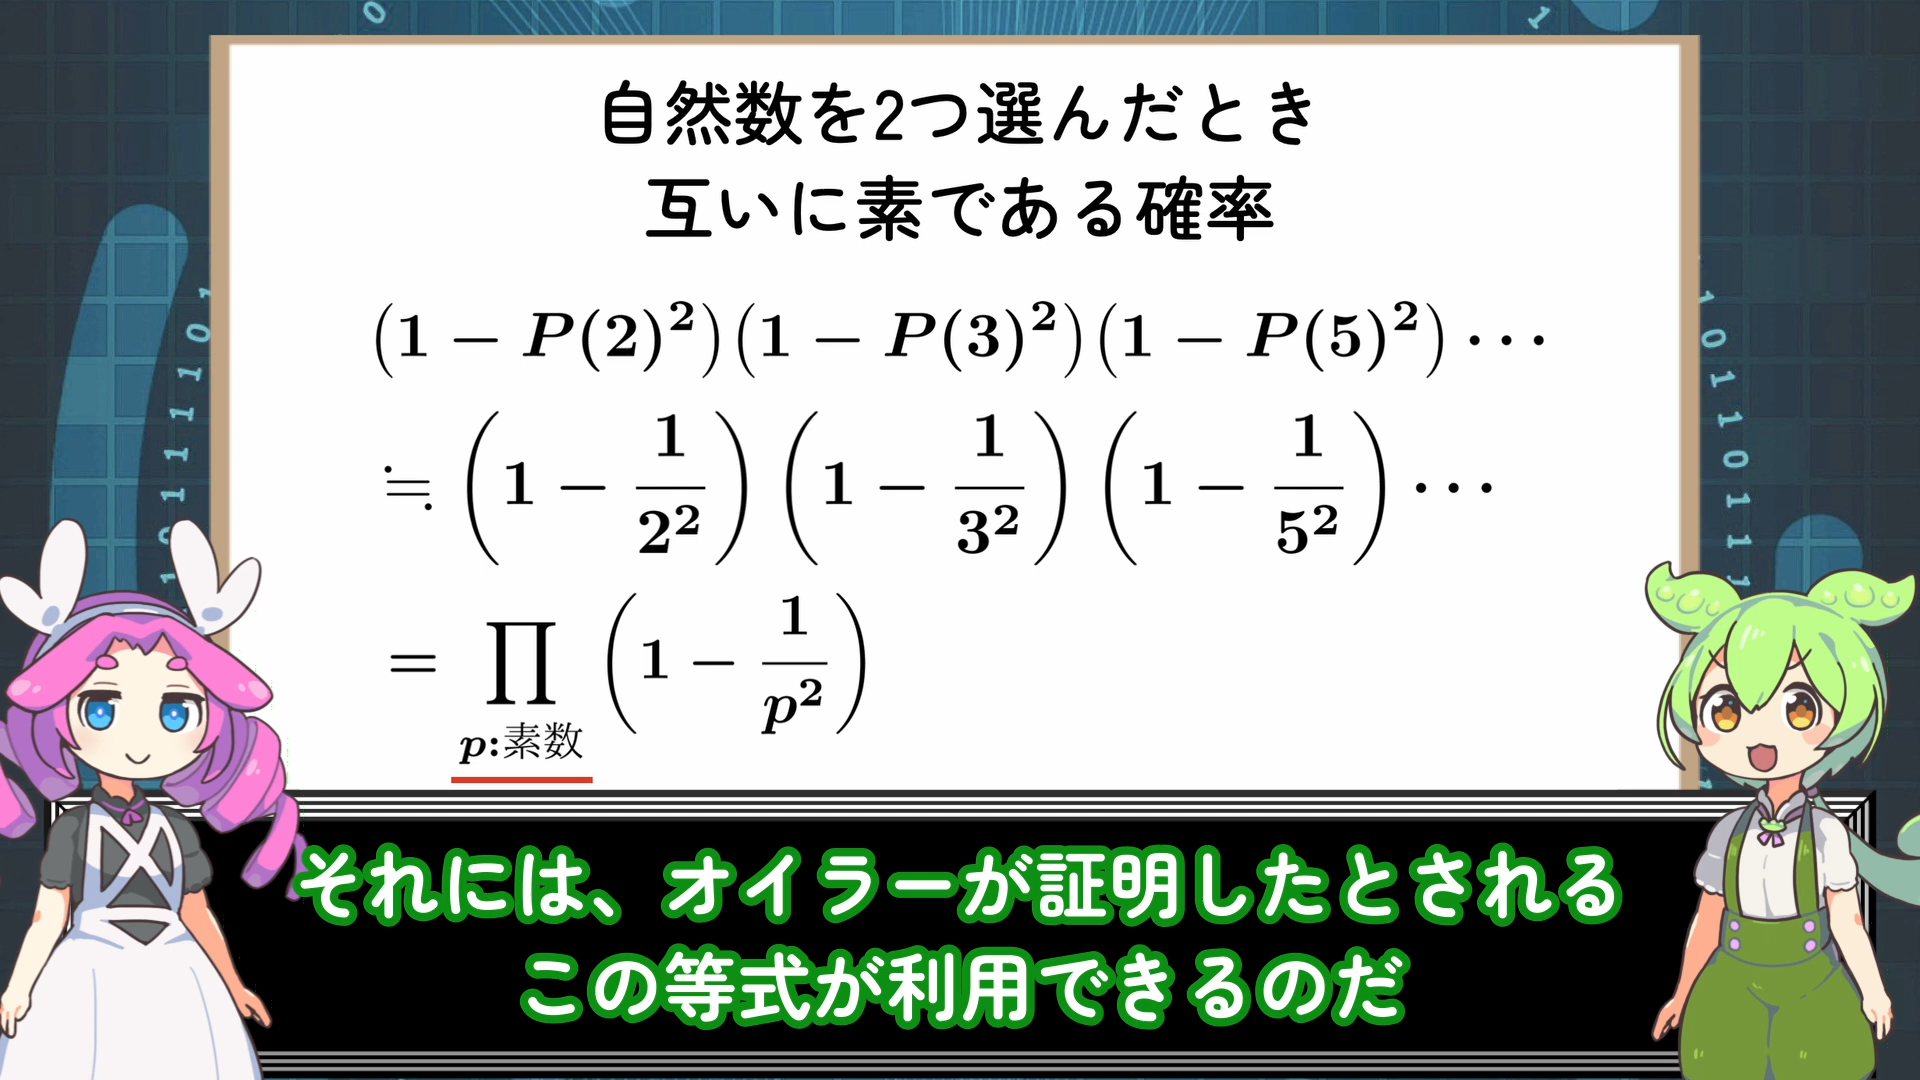 自然数を2つ選んだとき
互いに素である確率
(1 − P(2)²)(1 − P(3)²)(1 − P(5)²)⋯
≒ (1 − 1/2²)(1 − 1/3²)(1 − 1/5²)⋯
= ∏ (1 − 1/p²)
p:素数
それには、オイラーが証明したとされる
この等式が利用できるのだ